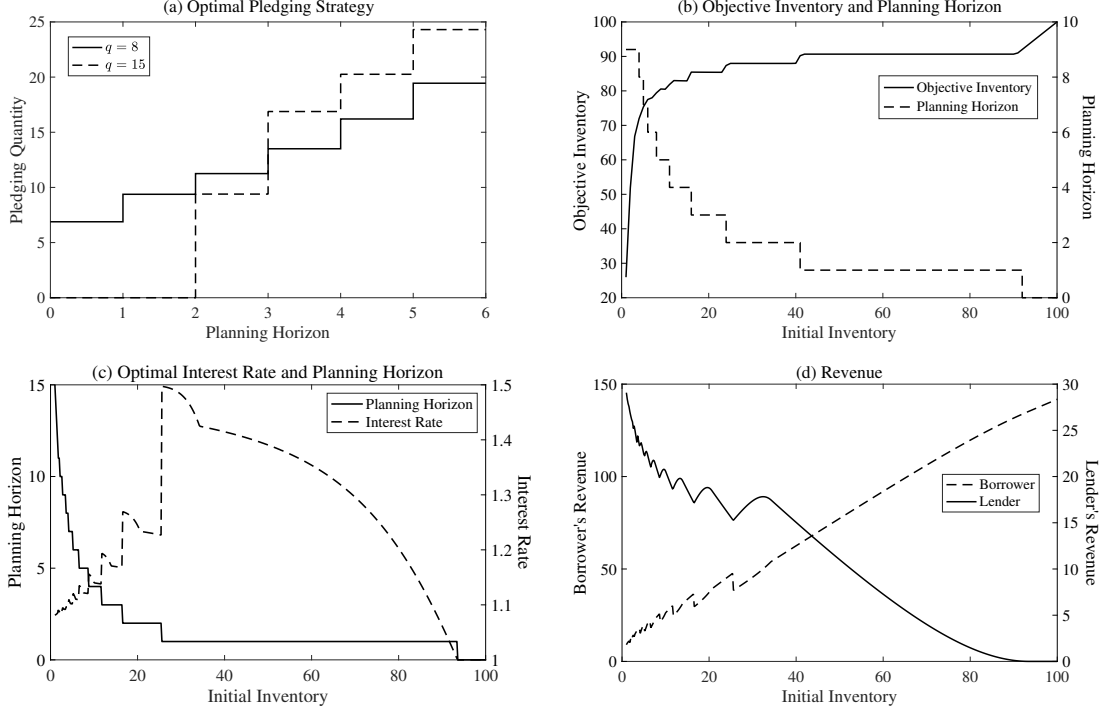 (a) Optimal Pledging Strategy
25
20
15
10
5
0
Pledging Quantity
q = 8
q = 15
0 1 2 3 4 5 6
Planning Horizon
(b) Objective Inventory and Planning Horizon
100
90
80
70
60
50
40
30
20
Objective Inventory
Objective Inventory
Planning Horizon
10
8
6
4
2
0
Planning Horizon
0 20 40 60 80 100
Initial Inventory
(c) Optimal Interest Rate and Planning Horizon
15
10
5
0
Planning Horizon
Planning Horizon
Interest Rate
1.5
1.4
1.3
1.2
1.1
1
Interest Rate
0 20 40 60 80 100
Initial Inventory
(d) Revenue
150
100
50
0
Borrower's Revenue
Borrower
Lender
30
25
20
15
10
5
0
Lender's Revenue
0 20 40 60 80 100
Initial Inventory